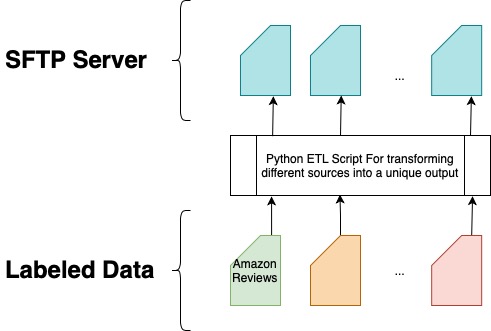 SFTP Server
...
Python ETL Script For transforming
different sources into a unique output
Labeled Data
Amazon
Reviews
...